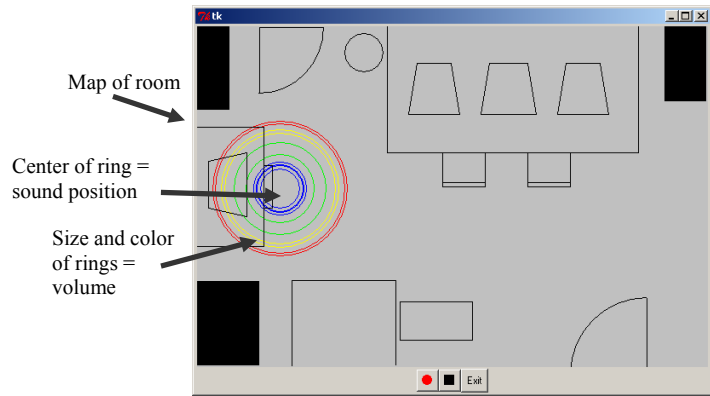 tk
Map of room
Center of ring =
sound position
Size and color
of rings =
volume
Exit